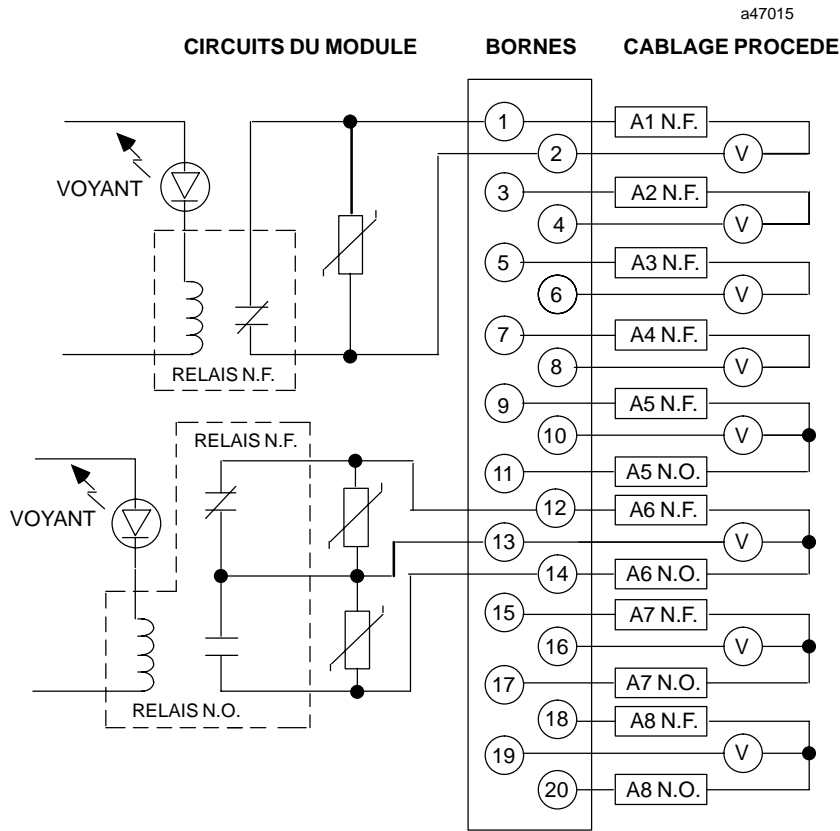 a47015
CIRCUITS DU MODULE
BORNES
CABLAGE PROCEDE
VOYANT
RELAIS N.F.
RELAIS N.F.
VOYANT
RELAIS N.O.
1
A1 N.F.
2
V
3
A2 N.F.
4
V
5
A3 N.F.
6
V
7
A4 N.F.
8
V
9
A5 N.F.
10
V
11
A5 N.O.
12
A6 N.F.
13
V
14
A6 N.O.
15
A7 N.F.
16
V
17
A7 N.O.
18
A8 N.F.
19
V
20
A8 N.O.